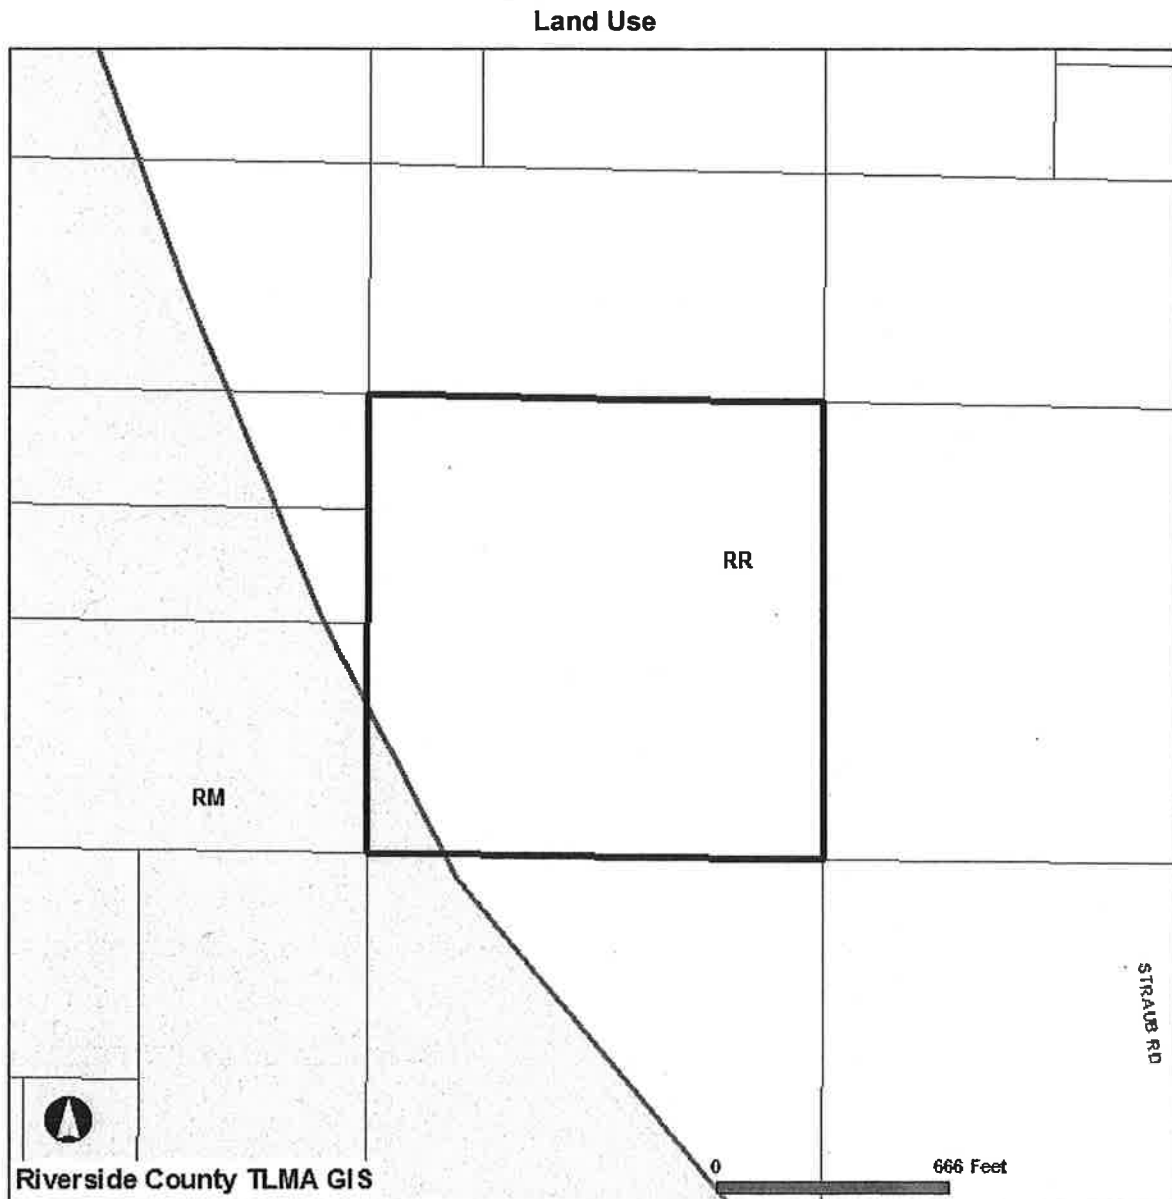 Land Use
RR
RM
STRAUB RD
0 666 Feet
Riverside County TLMA GIS